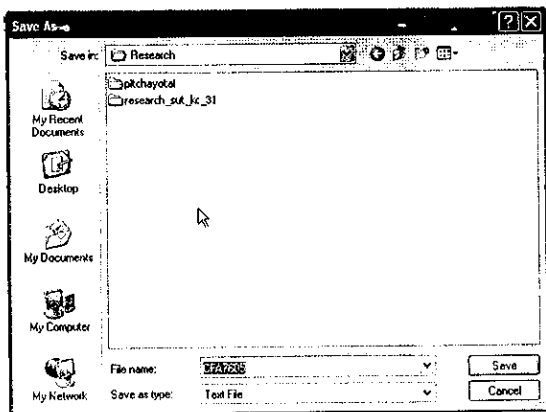 Save As
Save in: Research
pitchayotai
research_sut_kc_31
My Recent
Documents
Desktop
My Documents
My Computer
My Network
File name:
Save
Save as type: Text File
Cancel